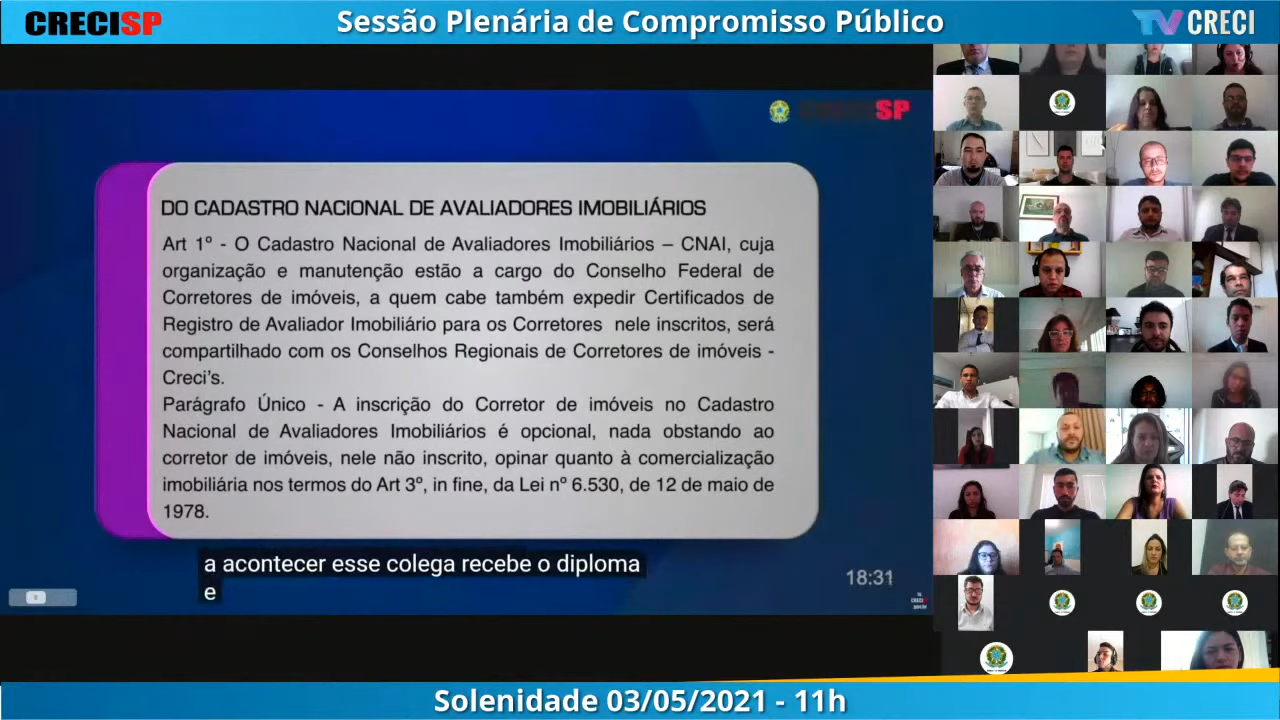 CRECISP
Sessão Plenária de Compromisso Público
TV CRECI
CRECISP
DO CADASTRO NACIONAL DE AVALIADORES IMOBILIÁRIOS
Art 1º - O Cadastro Nacional de Avaliadores Imobiliários – CNAI, cuja
organização e manutenção estão a cargo do Conselho Federal de
Corretores de imóveis, a quem cabe também expedir Certificados de
Registro de Avaliador Imobiliário para os Corretores nele inscritos, será
compartilhado com os Conselhos Regionais de Corretores de imóveis -
Creci's.
Parágrafo Único - A inscrição do Corretor de imóveis no Cadastro
Nacional de Avaliadores Imobiliários é opcional, nada obstando ao
corretor de imóveis, nele não inscrito, opinar quanto à comercialização
imobiliária nos termos do Art 3º, in fine, da Lei nº 6.530, de 12 de maio de
1978.
a acontecer esse colega recebe o diploma
e
18:31
Solenidade 03/05/2021 - 11h